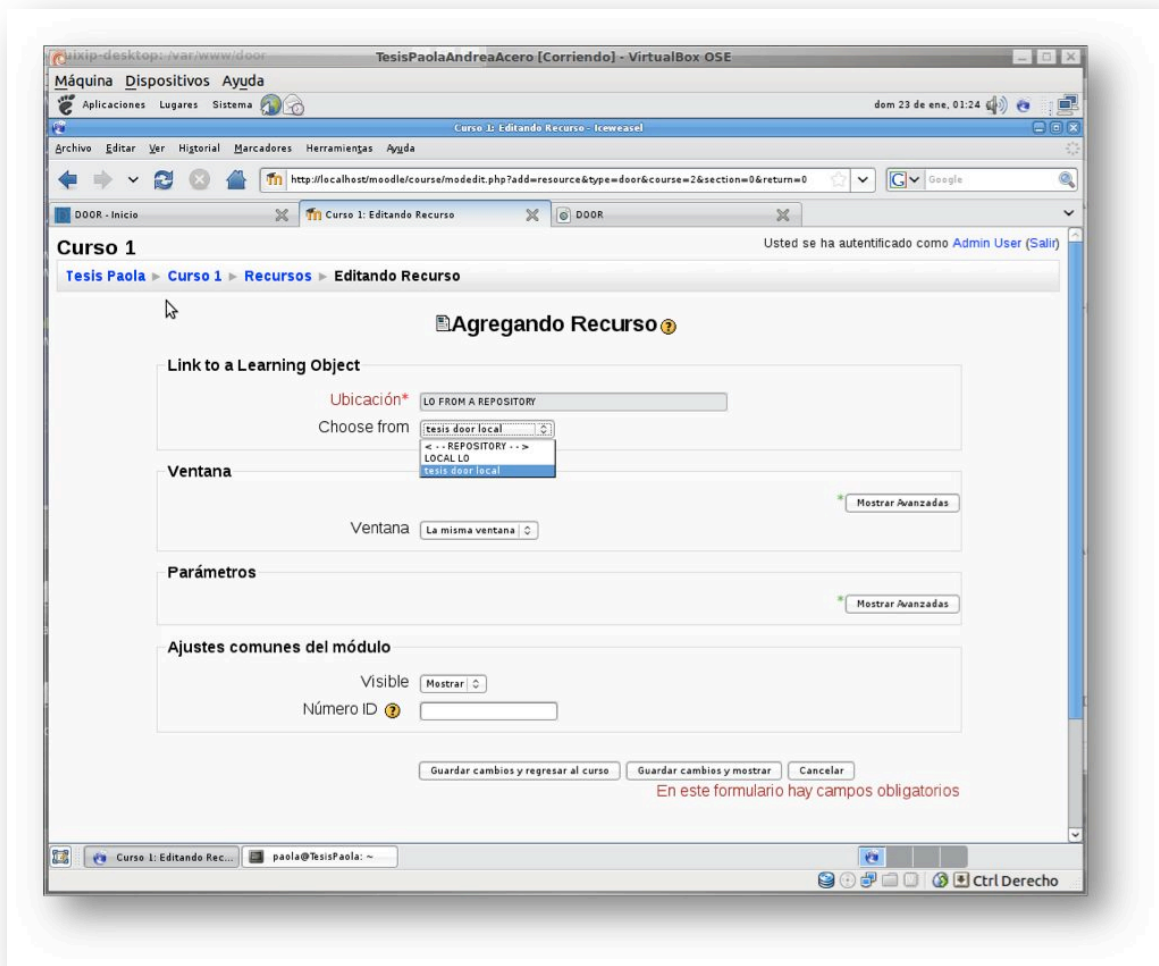 uixip-desktop: /var/www/door
TesisPaolaAndreaAcero [Corriendo] - VirtualBox OSE
Máquina Dispositivos Ayuda
Aplicaciones Lugares Sistema dom 23 de ene, 01:24
Curso 1: Editando Recurso - Iceweasel
Archivo Editar Ver Historial Marcadores Herramientas Ayuda
http://localhost/moodle/course/modedit.php?add=resource&type=door&course=2&section=0&return=0 Google
DOOR - Inicio Curso 1: Editando Recurso DOOR
Curso 1 Usted se ha autentificado como Admin User (Salir)
Tesis Paola ► Curso 1 ► Recursos ► Editando Recurso
Agregando Recurso
Link to a Learning Object
Ubicación* LO FROM A REPOSITORY
Choose from tesis door local
< - - REPOSITORY - - >
LOCAL LO
tesis door local
Ventana
* Mostrar Avanzadas
Ventana La misma ventana
Parámetros
* Mostrar Avanzadas
Ajustes comunes del módulo
Visible Mostrar
Número ID
Guardar cambios y regresar al curso Guardar cambios y mostrar Cancelar
En este formulario hay campos obligatorios
Curso 1: Editando Rec... paola@TesisPaola: ~
Ctrl Derecho